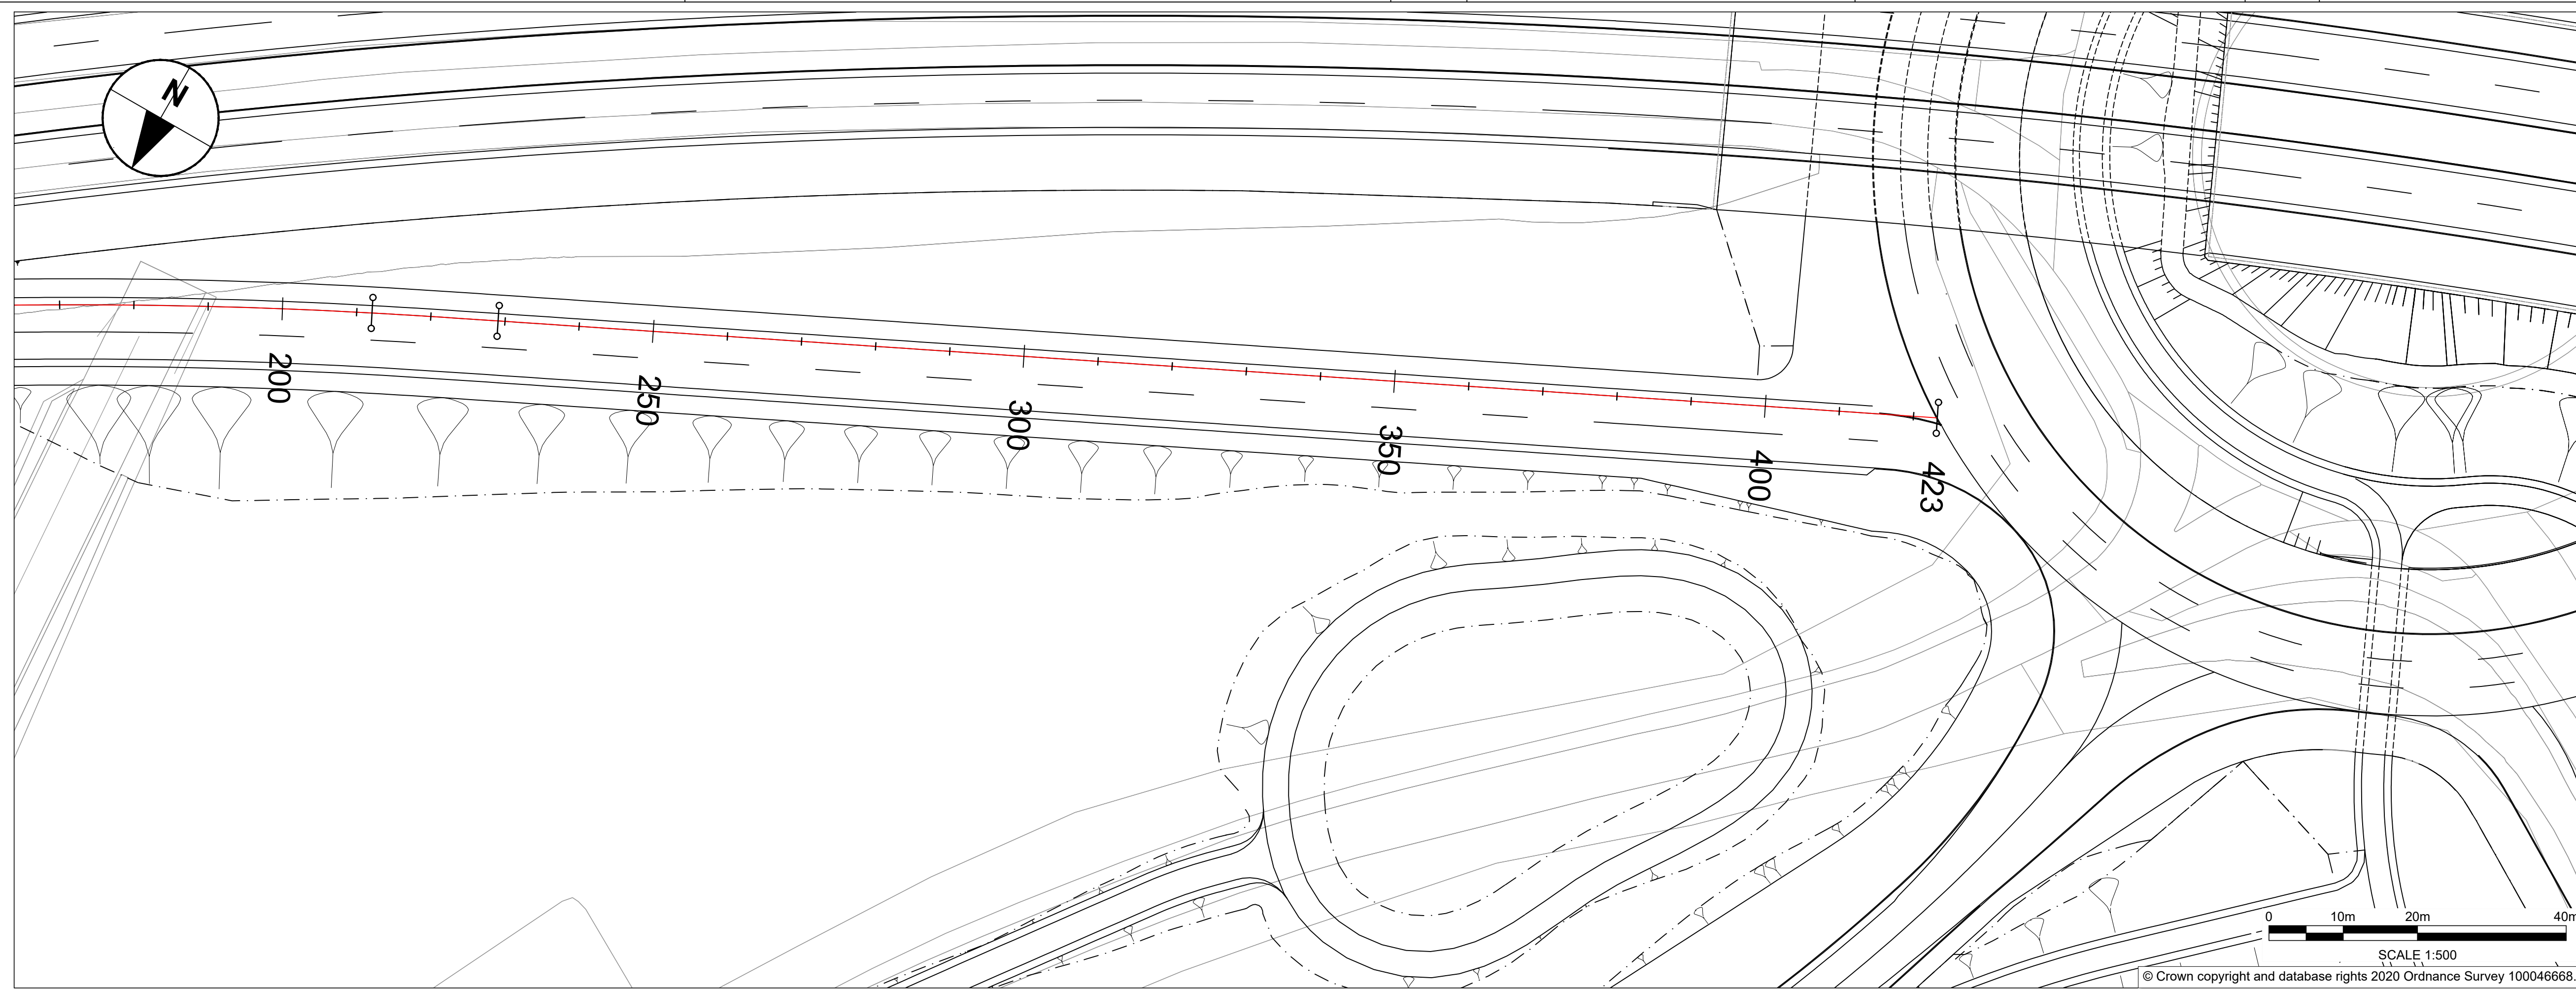 N
200
250
300
350
400
423
0 10m 20m 40m
SCALE 1:500
© Crown copyright and database rights 2020 Ordnance Survey 100046668.